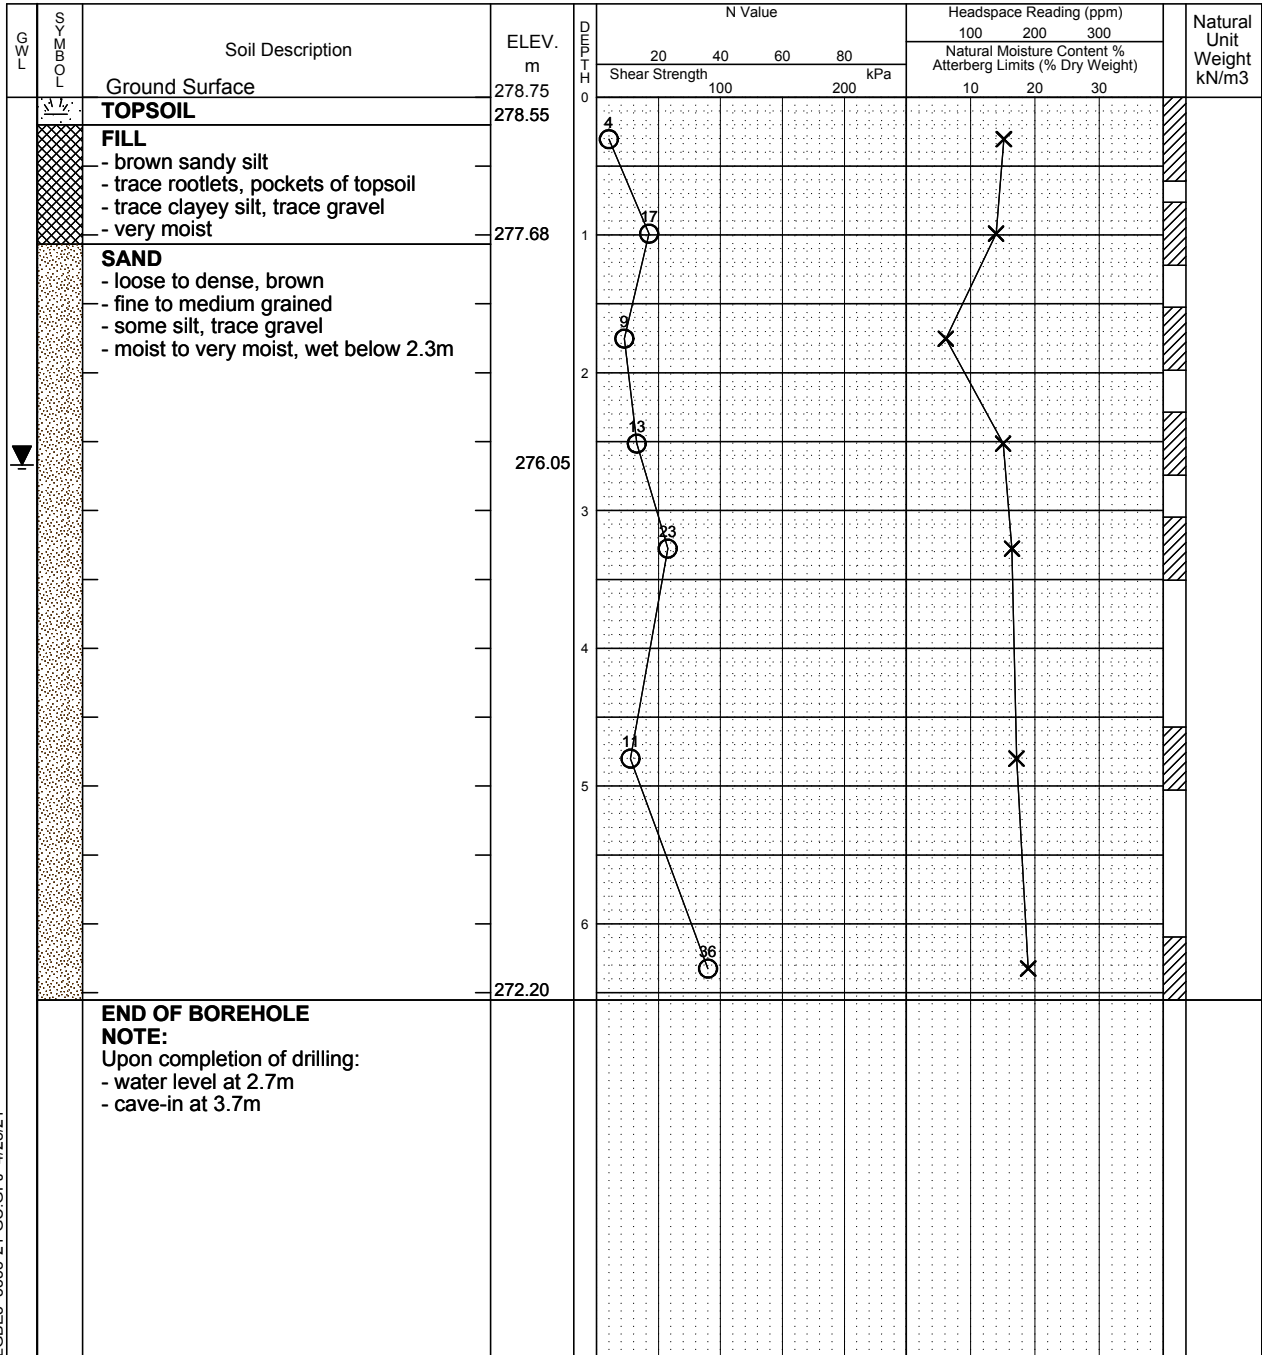 GWL
SYMBOL
Soil Description
Ground Surface
ELEV.
m
278.75
DEPTH
N Value
20 40 60 80
Shear Strength kPa
100 200
Headspace Reading (ppm)
100 200 300
Natural Moisture Content %
Atterberg Limits (% Dry Weight)
10 20 30
Natural
Unit
Weight
kN/m3
0
TOPSOIL
278.55
FILL
- brown sandy silt
- trace rootlets, pockets of topsoil
- trace clayey silt, trace gravel
- very moist
277.68
4
17
1
SAND
- loose to dense, brown
- fine to medium grained
- some silt, trace gravel
- moist to very moist, wet below 2.3m
9
2
13
276.05
3
23
4
11
5
6
36
272.20
END OF BOREHOLE
NOTE:
Upon completion of drilling:
- water level at 2.7m
- cave-in at 3.7m